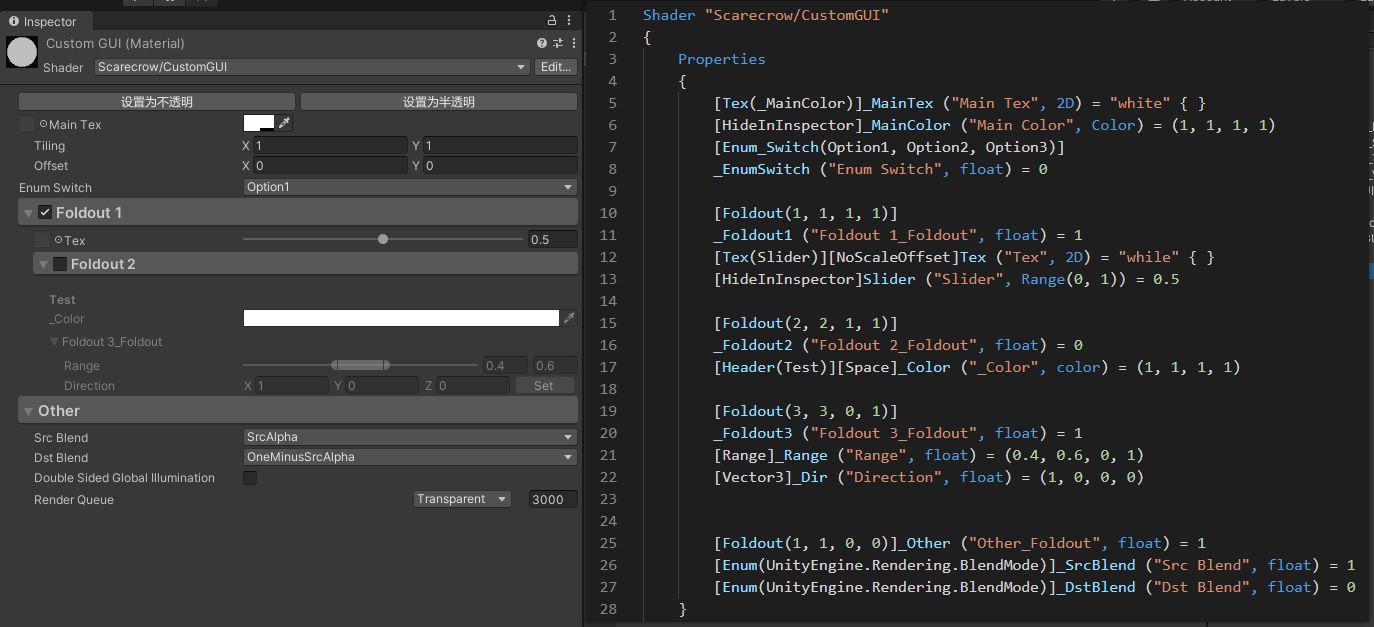 Inspector
Custom GUI (Material)
Shader Scarecrow/CustomGUI Edit...
设置为不透明 设置为半透明
Main Tex
Tiling X 1 Y 1
Offset X 0 Y 0
Enum Switch Option1
Foldout 1
Tex 0.5
Foldout 2
Test
_Color
Foldout 3_Foldout
Range 0.4 0.6
Direction X 1 Y 0 Z 0 Set
Other
Src Blend SrcAlpha
Dst Blend OneMinusSrcAlpha
Double Sided Global Illumination
Render Queue Transparent 3000
1 Shader "Scarecrow/CustomGUI"
2 {
3 Properties
4 {
5 [Tex(_MainColor)]_MainTex ("Main Tex", 2D) = "white" { }
6 [HideInInspector]_MainColor ("Main Color", Color) = (1, 1, 1, 1)
7 [Enum_Switch(Option1, Option2, Option3)]
8 _EnumSwitch ("Enum Switch", float) = 0
9
10 [Foldout(1, 1, 1, 1)]
11 _Foldout1 ("Foldout 1_Foldout", float) = 1
12 [Tex(Slider)][NoScaleOffset]Tex ("Tex", 2D) = "while" { }
13 [HideInInspector]Slider ("Slider", Range(0, 1)) = 0.5
14
15 [Foldout(2, 2, 1, 1)]
16 _Foldout2 ("Foldout 2_Foldout", float) = 0
17 [Header(Test)][Space]_Color ("_Color", color) = (1, 1, 1, 1)
18
19 [Foldout(3, 3, 0, 1)]
20 _Foldout3 ("Foldout 3_Foldout", float) = 1
21 [Range]_Range ("Range", float) = (0.4, 0.6, 0, 1)
22 [Vector3]_Dir ("Direction", float) = (1, 0, 0, 0)
23
24
25 [Foldout(1, 1, 0, 0)]_Other ("Other_Foldout", float) = 1
26 [Enum(UnityEngine.Rendering.BlendMode)]_SrcBlend ("Src Blend", float) = 1
27 [Enum(UnityEngine.Rendering.BlendMode)]_DstBlend ("Dst Blend", float) = 0
28 }